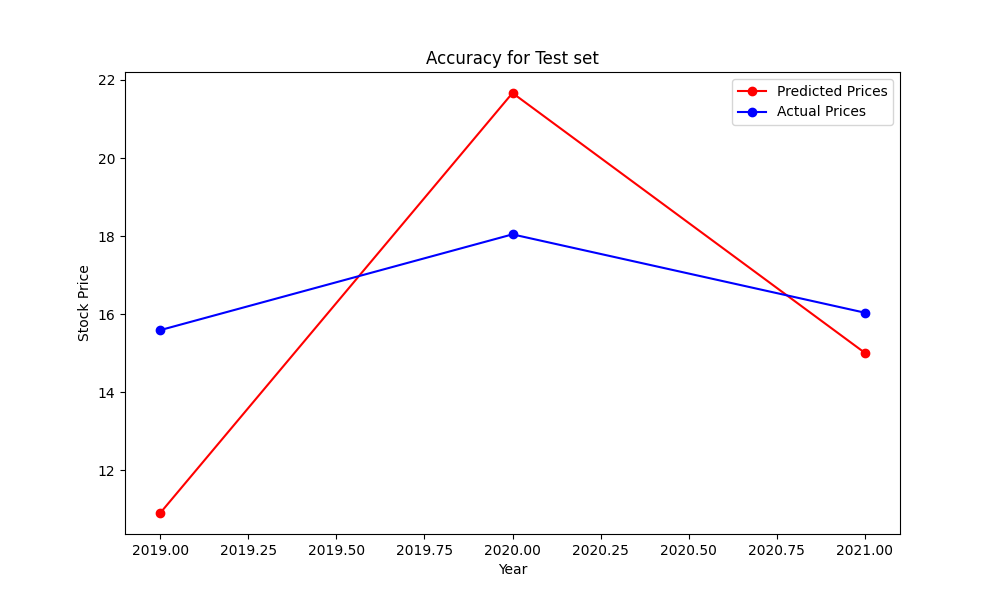 Accuracy for Test set
Predicted Prices
Actual Prices
22
20
18
16
14
12
Stock Price
2019.00 2019.25 2019.50 2019.75 2020.00 2020.25 2020.50 2020.75 2021.00
Year